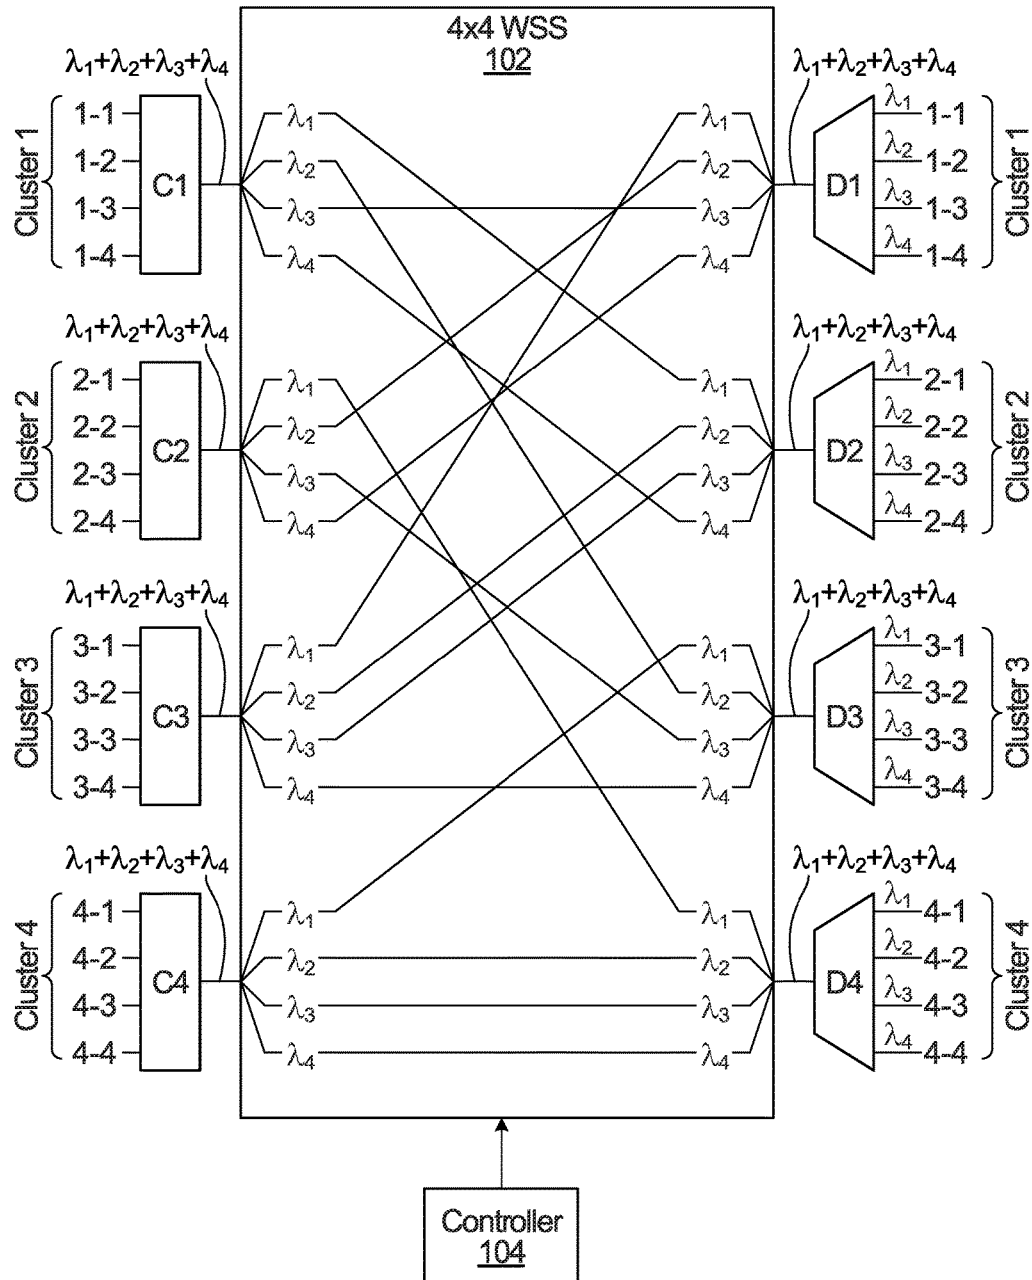 4x4 WSS
102
λ₁+λ₂+λ₃+λ₄
λ₁+λ₂+λ₃+λ₄
Cluster 1
1-1
1-2
1-3
1-4
C1
λ₁
λ₂
λ₃
λ₄
λ₁
λ₂
λ₃
λ₄
D1
λ₁
λ₂
λ₃
λ₄
1-1
1-2
1-3
1-4
Cluster 1
λ₁+λ₂+λ₃+λ₄
λ₁+λ₂+λ₃+λ₄
Cluster 2
2-1
2-2
2-3
2-4
C2
λ₁
λ₂
λ₃
λ₄
λ₁
λ₂
λ₃
λ₄
D2
λ₁
λ₂
λ₃
λ₄
2-1
2-2
2-3
2-4
Cluster 2
λ₁+λ₂+λ₃+λ₄
λ₁+λ₂+λ₃+λ₄
Cluster 3
3-1
3-2
3-3
3-4
C3
λ₁
λ₂
λ₃
λ₄
λ₁
λ₂
λ₃
λ₄
D3
λ₁
λ₂
λ₃
λ₄
3-1
3-2
3-3
3-4
Cluster 3
λ₁+λ₂+λ₃+λ₄
λ₁+λ₂+λ₃+λ₄
Cluster 4
4-1
4-2
4-3
4-4
C4
λ₁
λ₂
λ₃
λ₄
λ₁
λ₂
λ₃
λ₄
D4
λ₁
λ₂
λ₃
λ₄
4-1
4-2
4-3
4-4
Cluster 4
Controller
104